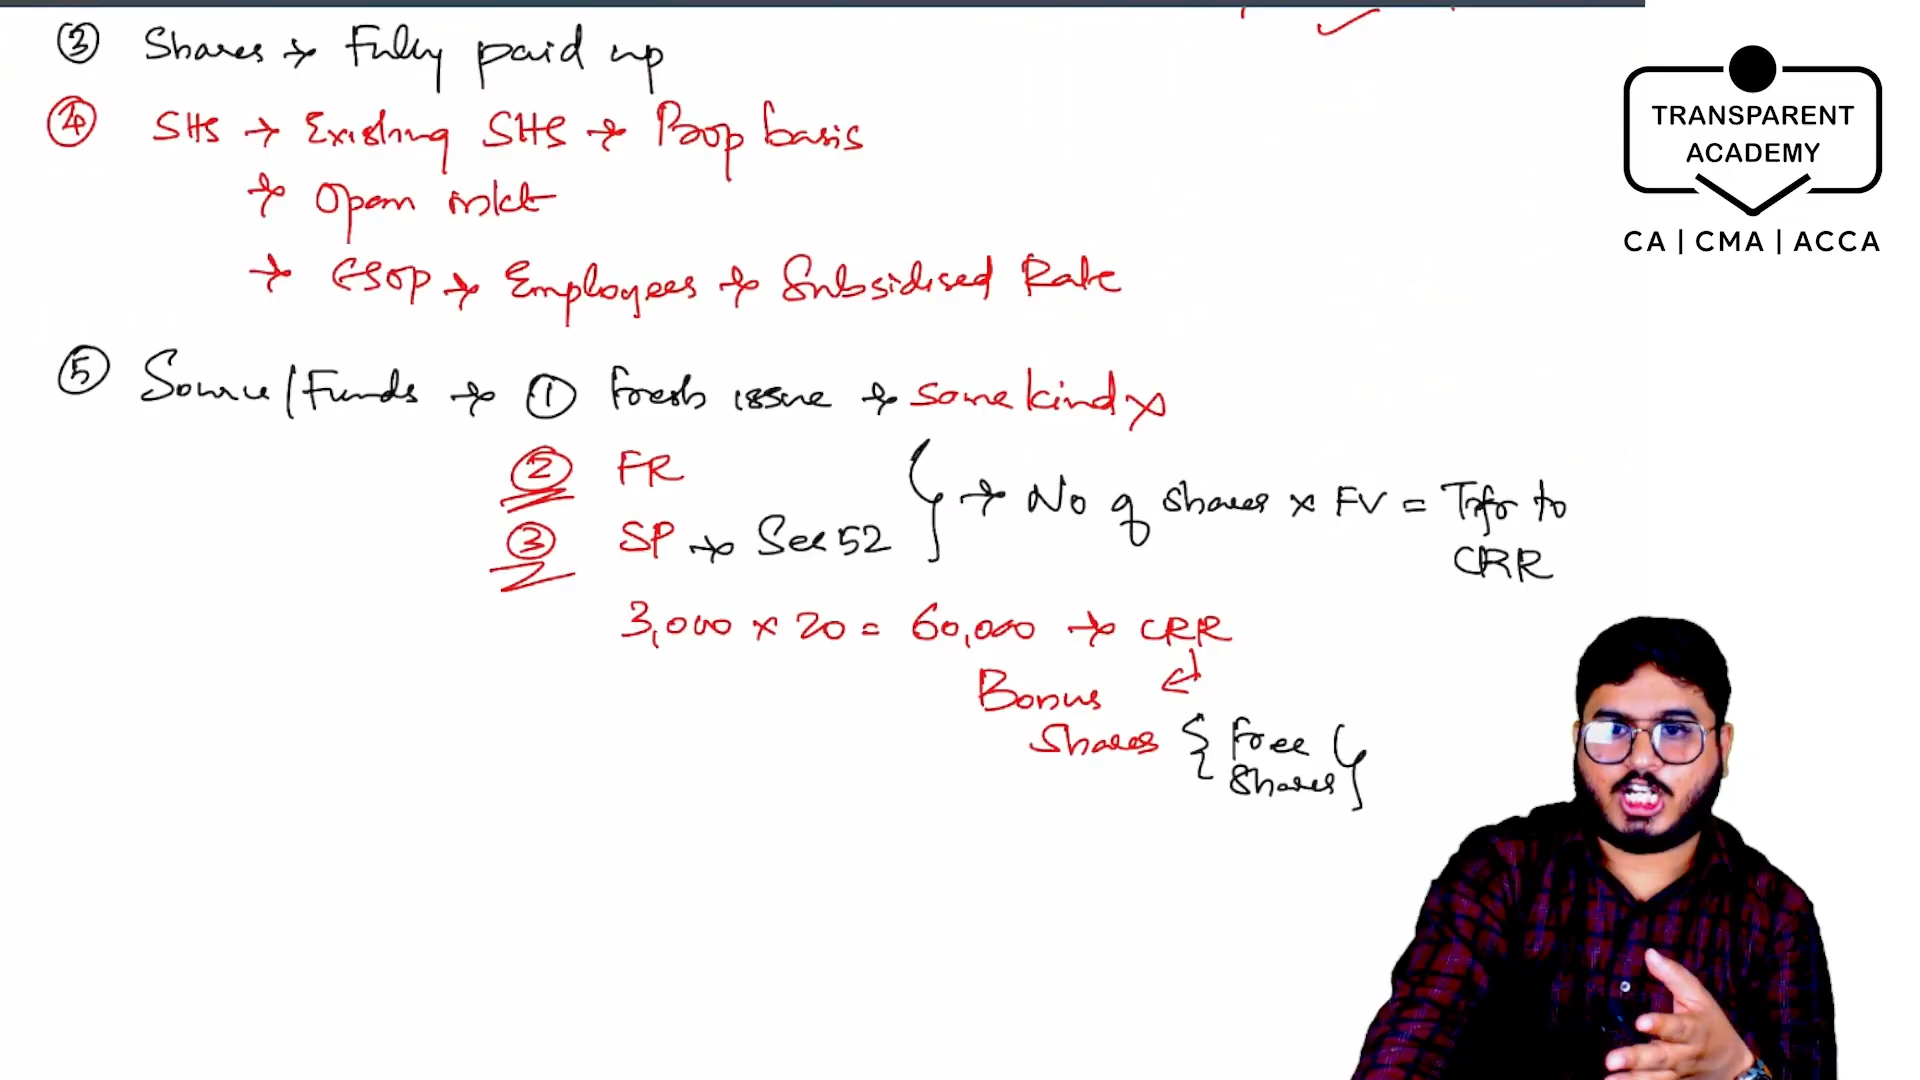 ③ Shares → Fully paid up
④ SHS → Existing SHS → Prop basis
→ Open mkt
→ ESOP → Employees → Subsidised Rate
⑤ Source/Funds → ① Fresh issue → same kind ×
② FR
③ SP → Sec 52 } → No of shares × FV = Trfr to CRR
3,000 × 20 = 60,000 → CRR
Bonus Shares { Free Shares }
TRANSPARENT
ACADEMY
CA | CMA | ACCA